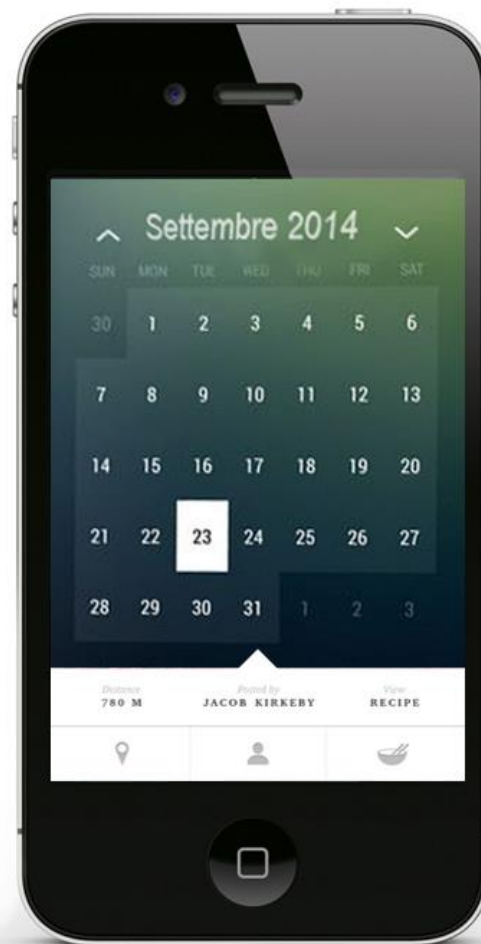 Settembre 2014
SUN MON TUE WED THU FRI SAT
30 1 2 3 4 5 6
7 8 9 10 11 12 13
14 15 16 17 18 19 20
21 22 23 24 25 26 27
28 29 30 31 1 2 3
Distance Posted by View
780 M JACOB KIRKEBY RECIPE